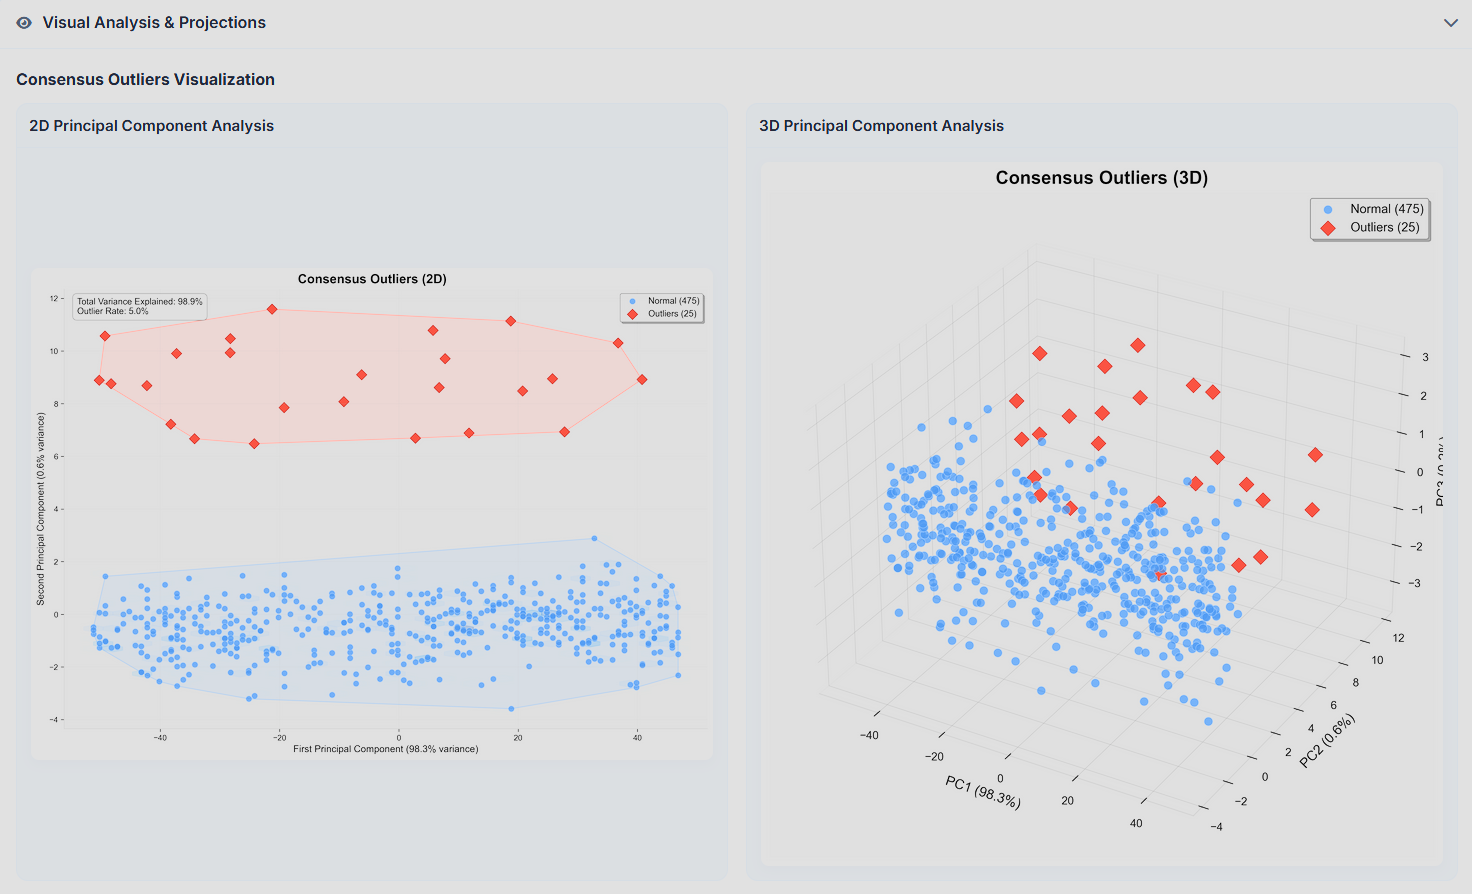 Visual Analysis & Projections
Consensus Outliers Visualization
2D Principal Component Analysis
Consensus Outliers (2D)
Total Variance Explained: 98.9%
Outlier Rate: 5.0%
Normal (475)
Outliers (25)
12
10
8
6
4
2
0
−2
−4
Second Principal Component (0.6% variance)
−40
−20
0
20
40
First Principal Component (98.3% variance)
3D Principal Component Analysis
Consensus Outliers (3D)
Normal (475)
Outliers (25)
3
2
1
0
−1
−2
−3
12
10
8
6
4
2
0
−2
−4
PC2 (0.6%)
−40
−20
0
20
40
PC1 (98.3%)